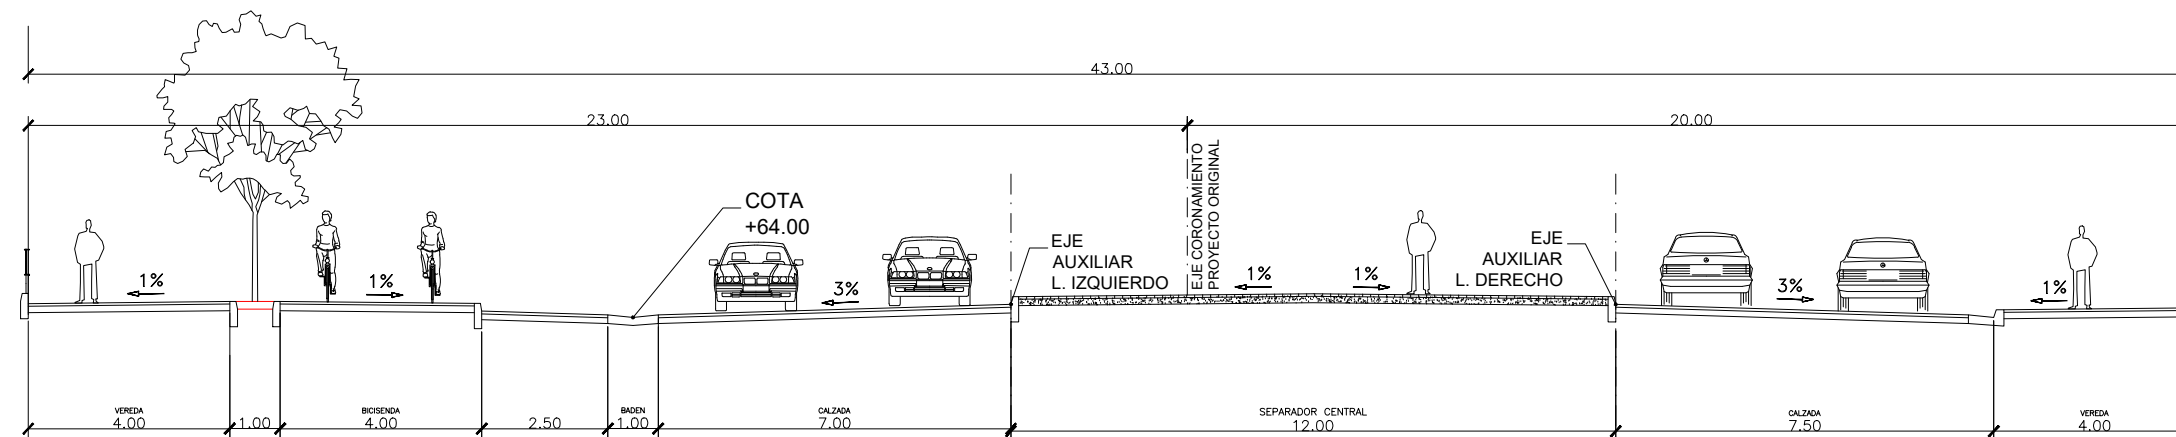 43.00
23.00
20.00
COTA
+64.00
EJE
AUXILIAR
L. IZQUIERDO
EJE CORONAMIENTO
PROYECTO ORIGINAL
EJE
AUXILIAR
L. DERECHO
1%
1%
3%
1%
1%
3%
1%
VEREDA
4.00
1.00
BICISENDA
4.00
2.50
BADEN
1.00
CALZADA
7.00
SEPARADOR CENTRAL
12.00
CALZADA
7.50
VEREDA
4.00